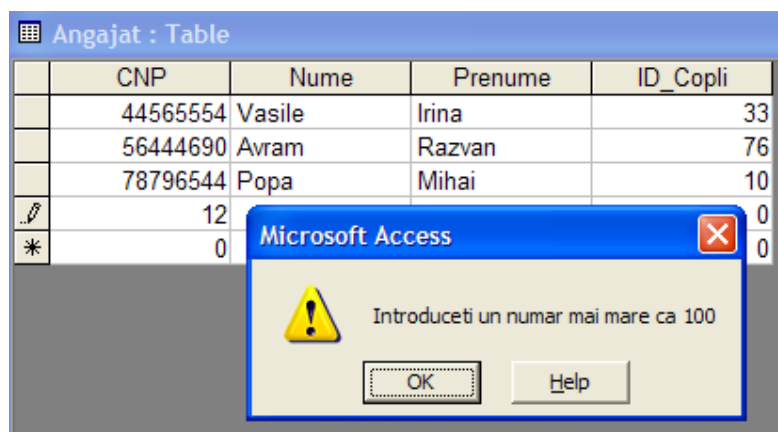 Angajat : Table
CNP Nume Prenume ID_Copli
44565554 Vasile Irina 33
56444690 Avram Razvan 76
78796544 Popa Mihai 10
12 0
0 0
Microsoft Access
Introduceti un numar mai mare ca 100
OK Help